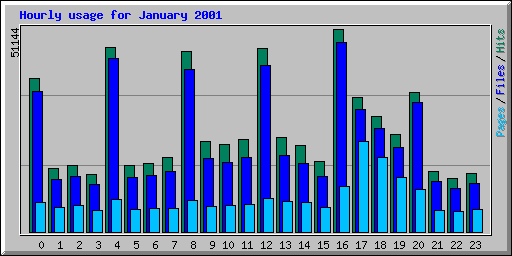 Hourly usage for January 2001
51144
Pages/Files/Hits
0 1 2 3 4 5 6 7 8 9 10 11 12 13 14 15 16 17 18 19 20 21 22 23